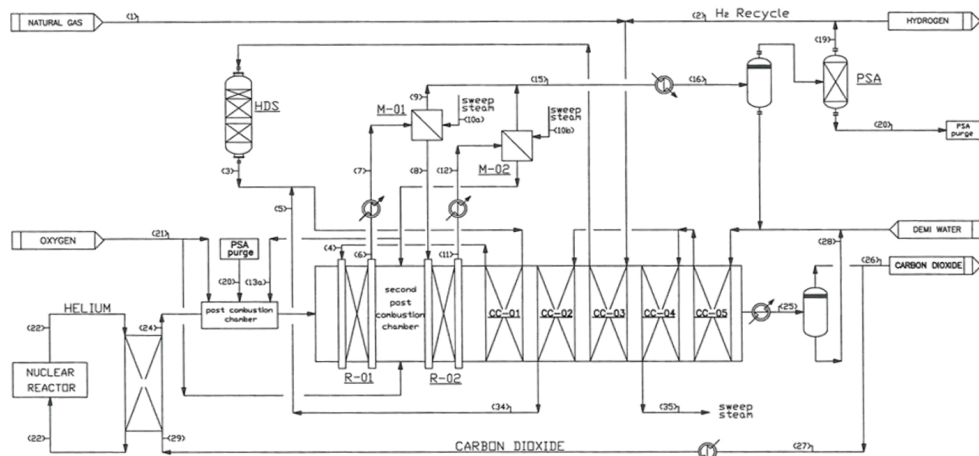 NATURAL GAS
(1)
(2)
H2 Recycle
HYDROGEN
(19)
PSA
(20)
PSA
purge
HDS
(3)
(5)
M-01
(9)
sweep
steam
(10a)
(15)
(16)
sweep
steam
(10b)
M-02
(7)
(8)
(12)
OXYGEN
(21)
PSA
purge
(20)
(13a)
(4)
(6)
(11)
DEMI WATER
(28)
(26)
CARBON DIOXIDE
(25)
post combustion
chamber
second
post
combustion
chamber
CC-01
CC-02
CC-03
CC-04
CC-05
R-01
R-02
HELIUM
(22)
(24)
NUCLEAR
REACTOR
(22)
(29)
(34)
(35)
sweep
steam
CARBON DIOXIDE
(27)